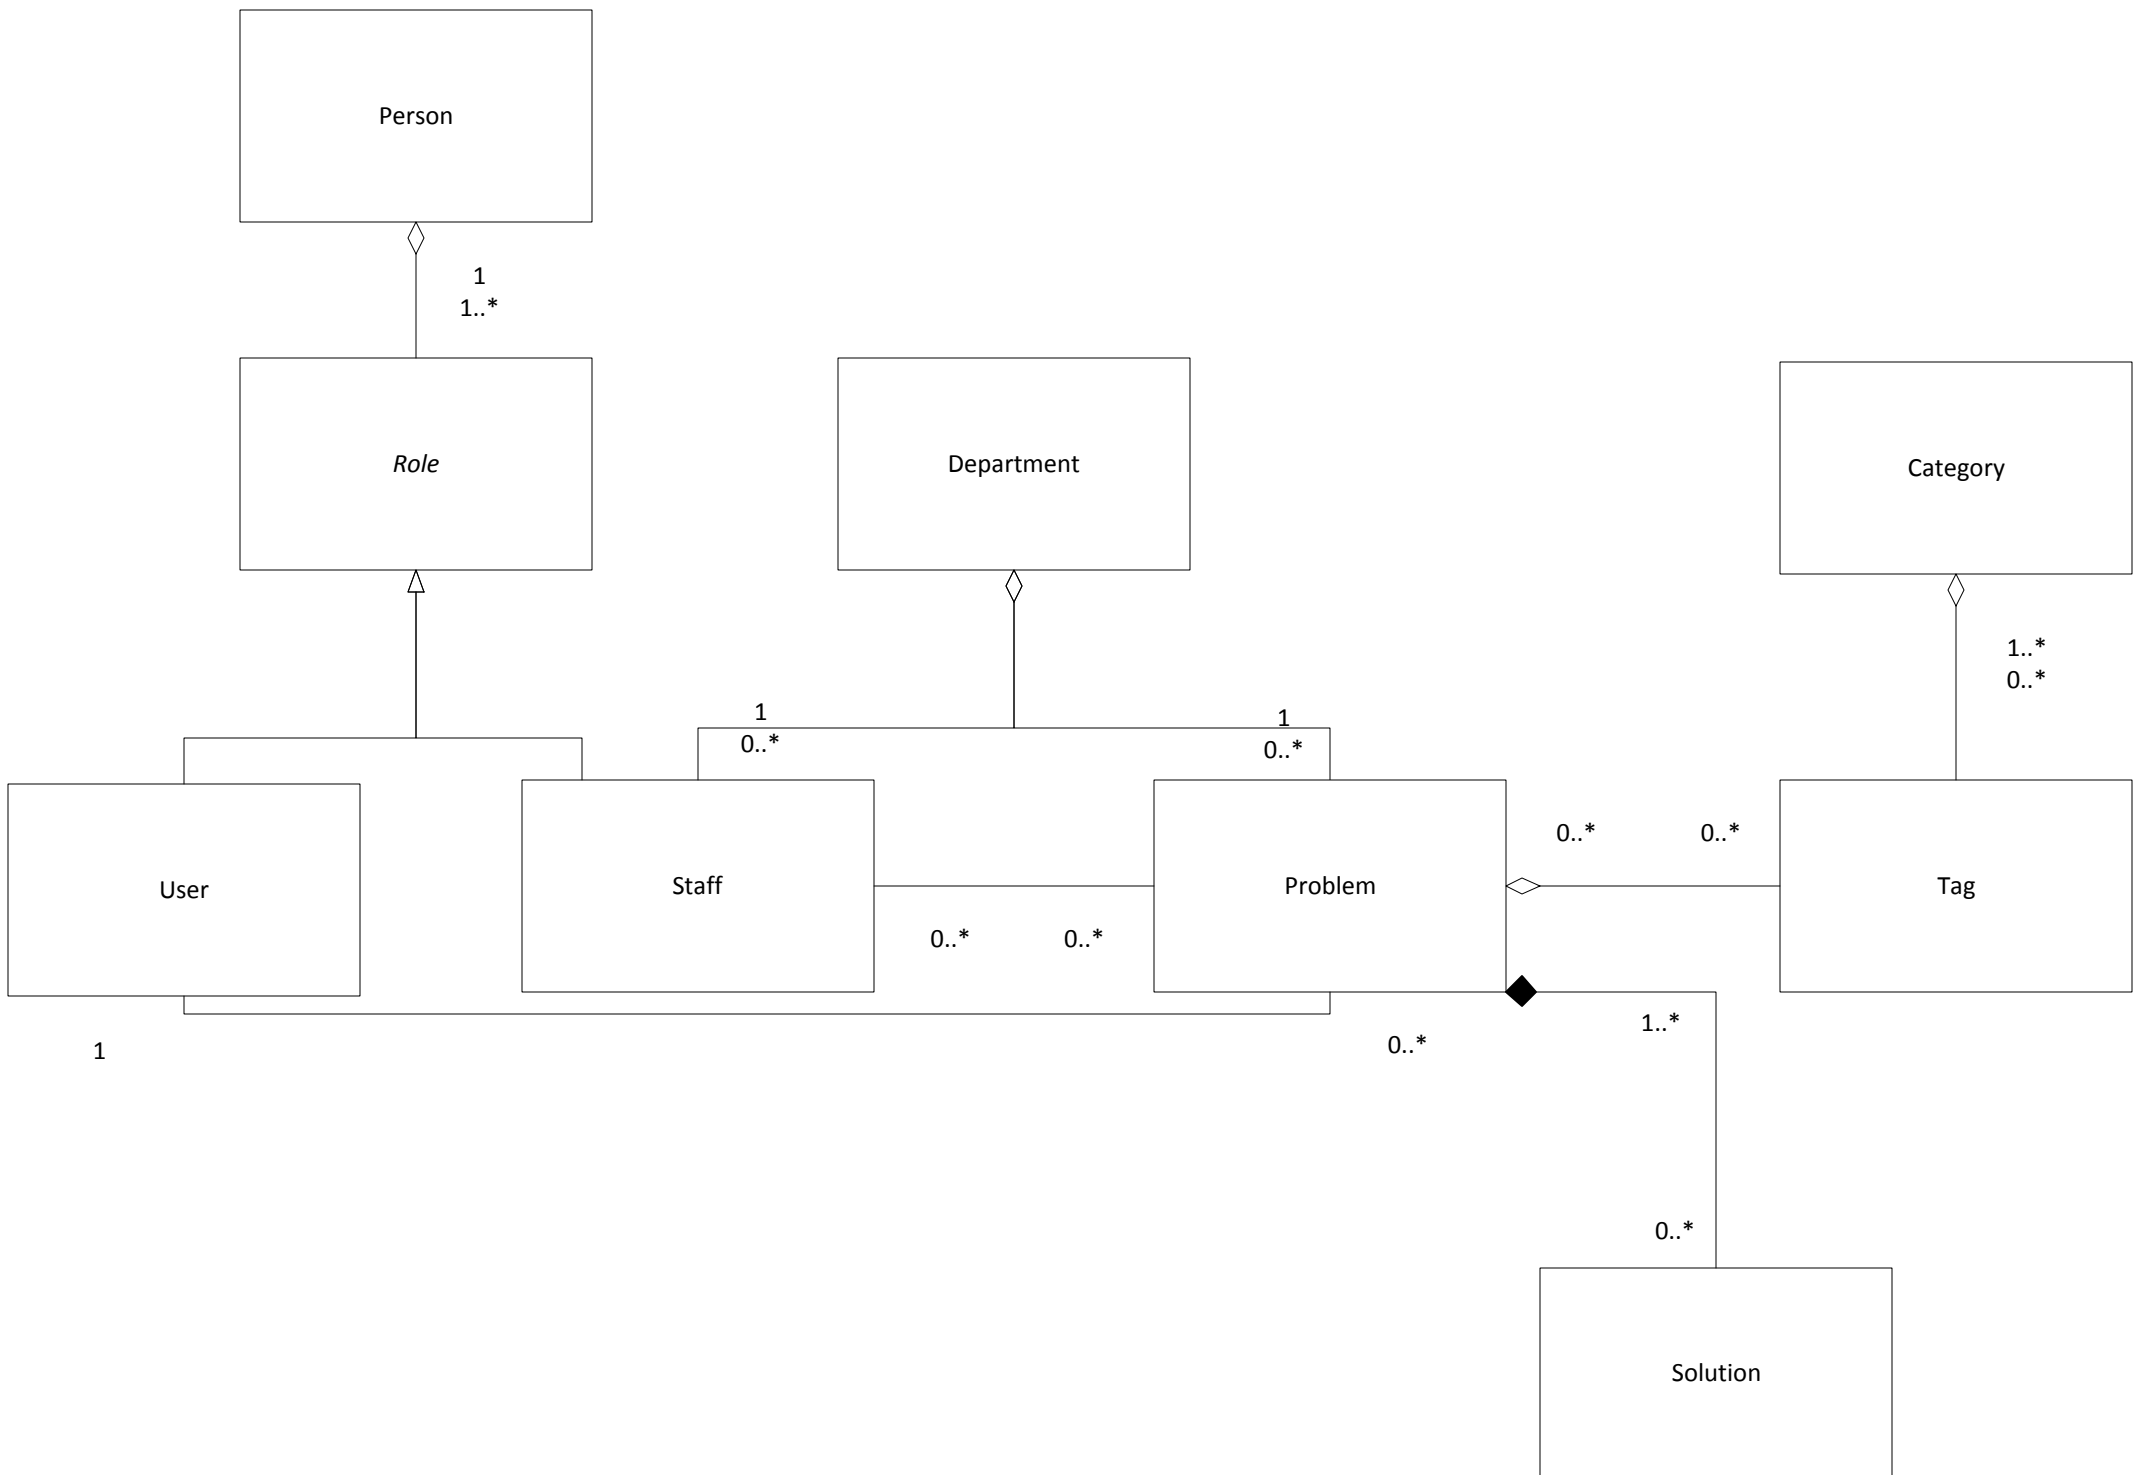 Person
1
1..*
Role
Department
Category
1..*
0..*
1
0..*
1
0..*
User
Staff
Problem
0..*
0..*
Tag
0..*
0..*
1
0..*
1..*
0..*
Solution